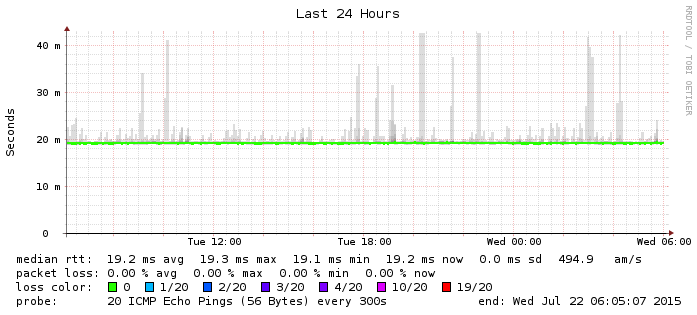 Last 24 Hours
RRDTOOL / TOBI OETIKER
Seconds
40 m
30 m
20 m
10 m
0
Tue 12:00 Tue 18:00 Wed 00:00 Wed 06:00
median rtt: 19.2 ms avg 19.3 ms max 19.1 ms min 19.2 ms now 0.0 ms sd 494.9 am/s
packet loss: 0.00 % avg 0.00 % max 0.00 % min 0.00 % now
loss color: 0 1/20 2/20 3/20 4/20 10/20 19/20
probe: 20 ICMP Echo Pings (56 Bytes) every 300s end: Wed Jul 22 06:05:07 2015